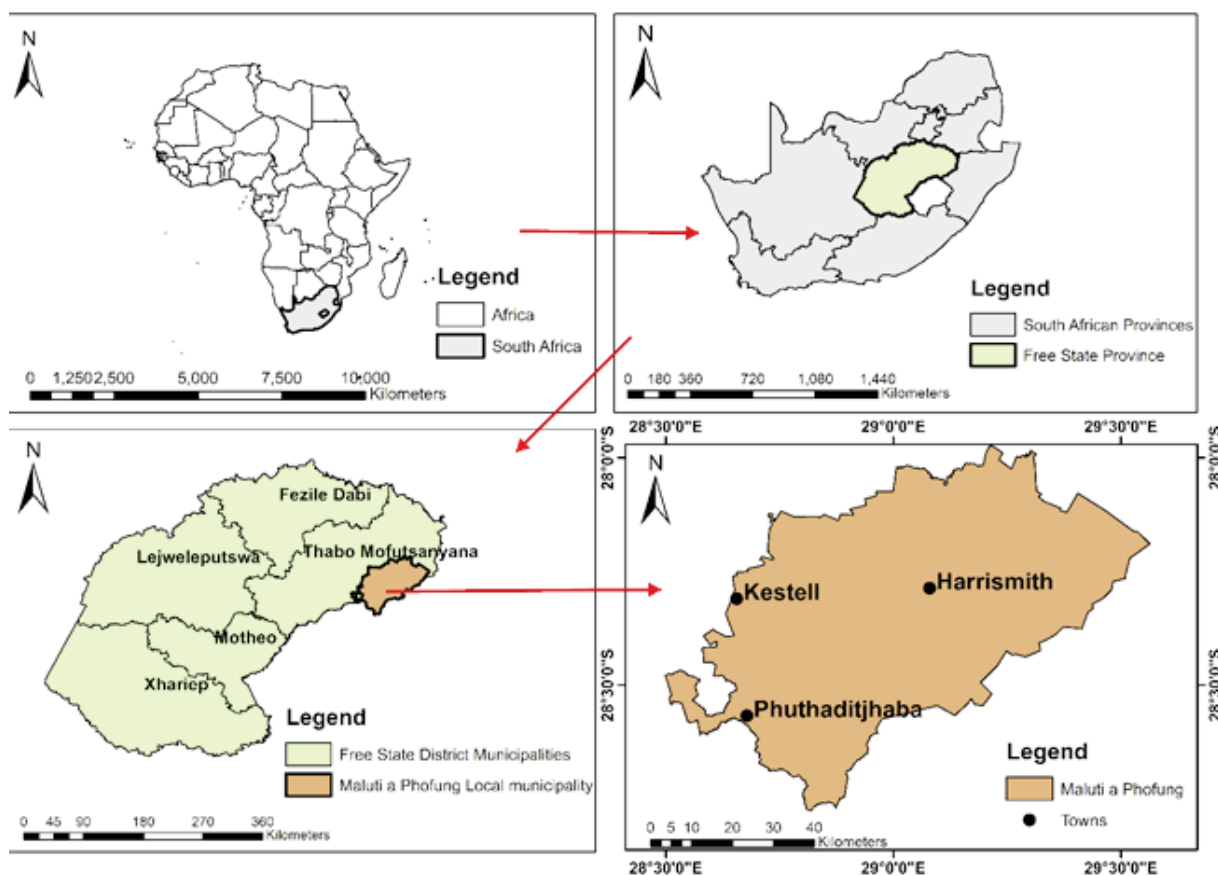 N
Legend
Africa
South Africa
0 1,250 2,500 5,000 7,500 10,000
Kilometers
N
Legend
South African Provinces
Free State Province
0 180 360 720 1,080 1,440
Kilometers
N
Fezile Dabi
Lejweleputswa
Thabo Mofutsanyana
Motheo
Xhariep
Legend
Free State District Municipalities
Maluti a Phofung Local municipality
0 45 90 180 270 360
Kilometers
28°30'0"E 29°0'0"E 29°30'0"E
28°0'0"S 28°0'0"S
N
Kestell
Harrismith
28°30'0"S 28°30'0"S
Phuthaditjhaba
Legend
Maluti a Phofung
Towns
0 5 10 20 30 40
Kilometers
28°30'0"E 29°0'0"E 29°30'0"E